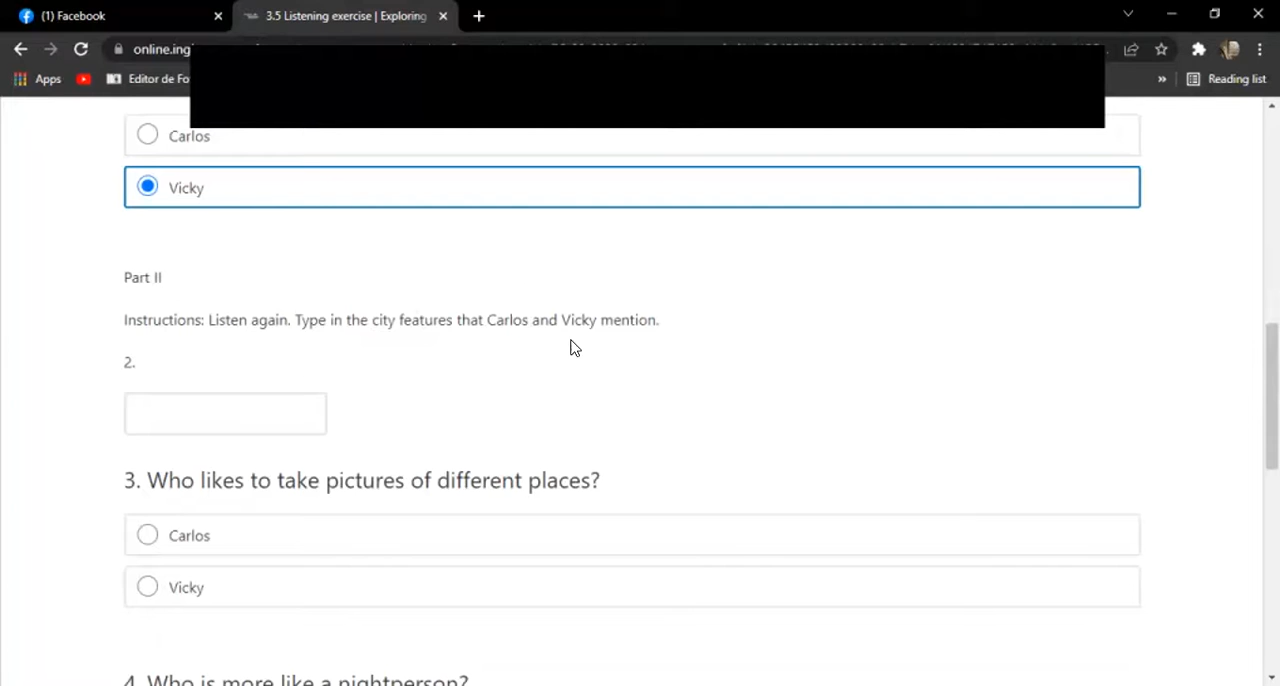 (1) Facebook
3.5 Listening exercise | Exploring
online.ing
Apps
Editor de Fo
Reading list
Carlos
Vicky
Part II
Instructions: Listen again. Type in the city features that Carlos and Vicky mention.
2.
3. Who likes to take pictures of different places?
Carlos
Vicky
4. Who is more like a nightperson?